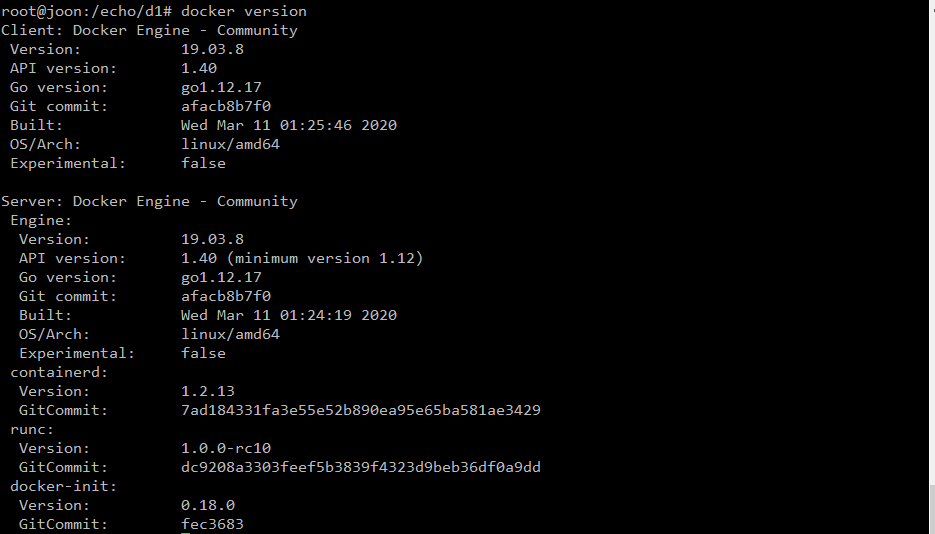 root@joon:/echo/d1# docker version
Client: Docker Engine - Community
 Version:           19.03.8
 API version:       1.40
 Go version:        go1.12.17
 Git commit:        afacb8b7f0
 Built:             Wed Mar 11 01:25:46 2020
 OS/Arch:           linux/amd64
 Experimental:      false

Server: Docker Engine - Community
 Engine:
  Version:          19.03.8
  API version:      1.40 (minimum version 1.12)
  Go version:       go1.12.17
  Git commit:       afacb8b7f0
  Built:            Wed Mar 11 01:24:19 2020
  OS/Arch:          linux/amd64
  Experimental:     false
 containerd:
  Version:          1.2.13
  GitCommit:        7ad184331fa3e55e52b890ea95e65ba581ae3429
 runc:
  Version:          1.0.0-rc10
  GitCommit:        dc9208a3303feef5b3839f4323d9beb36df0a9dd
 docker-init:
  Version:          0.18.0
  GitCommit:        fec3683